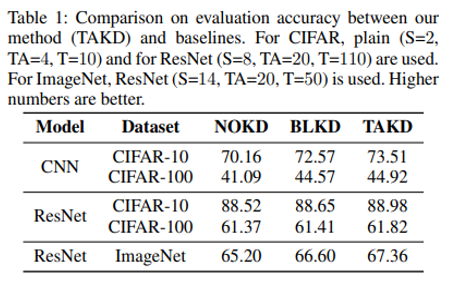 Table 1: Comparison on evaluation accuracy between our
method (TAKD) and baselines. For CIFAR, plain (S=2,
TA=4, T=10) and for ResNet (S=8, TA=20, T=110) are used.
For ImageNet, ResNet (S=14, TA=20, T=50) is used. Higher
numbers are better.
Model Dataset NOKD BLKD TAKD
CNN CIFAR-10 70.16 72.57 73.51
CIFAR-100 41.09 44.57 44.92
ResNet CIFAR-10 88.52 88.65 88.98
CIFAR-100 61.37 61.41 61.82
ResNet ImageNet 65.20 66.60 67.36